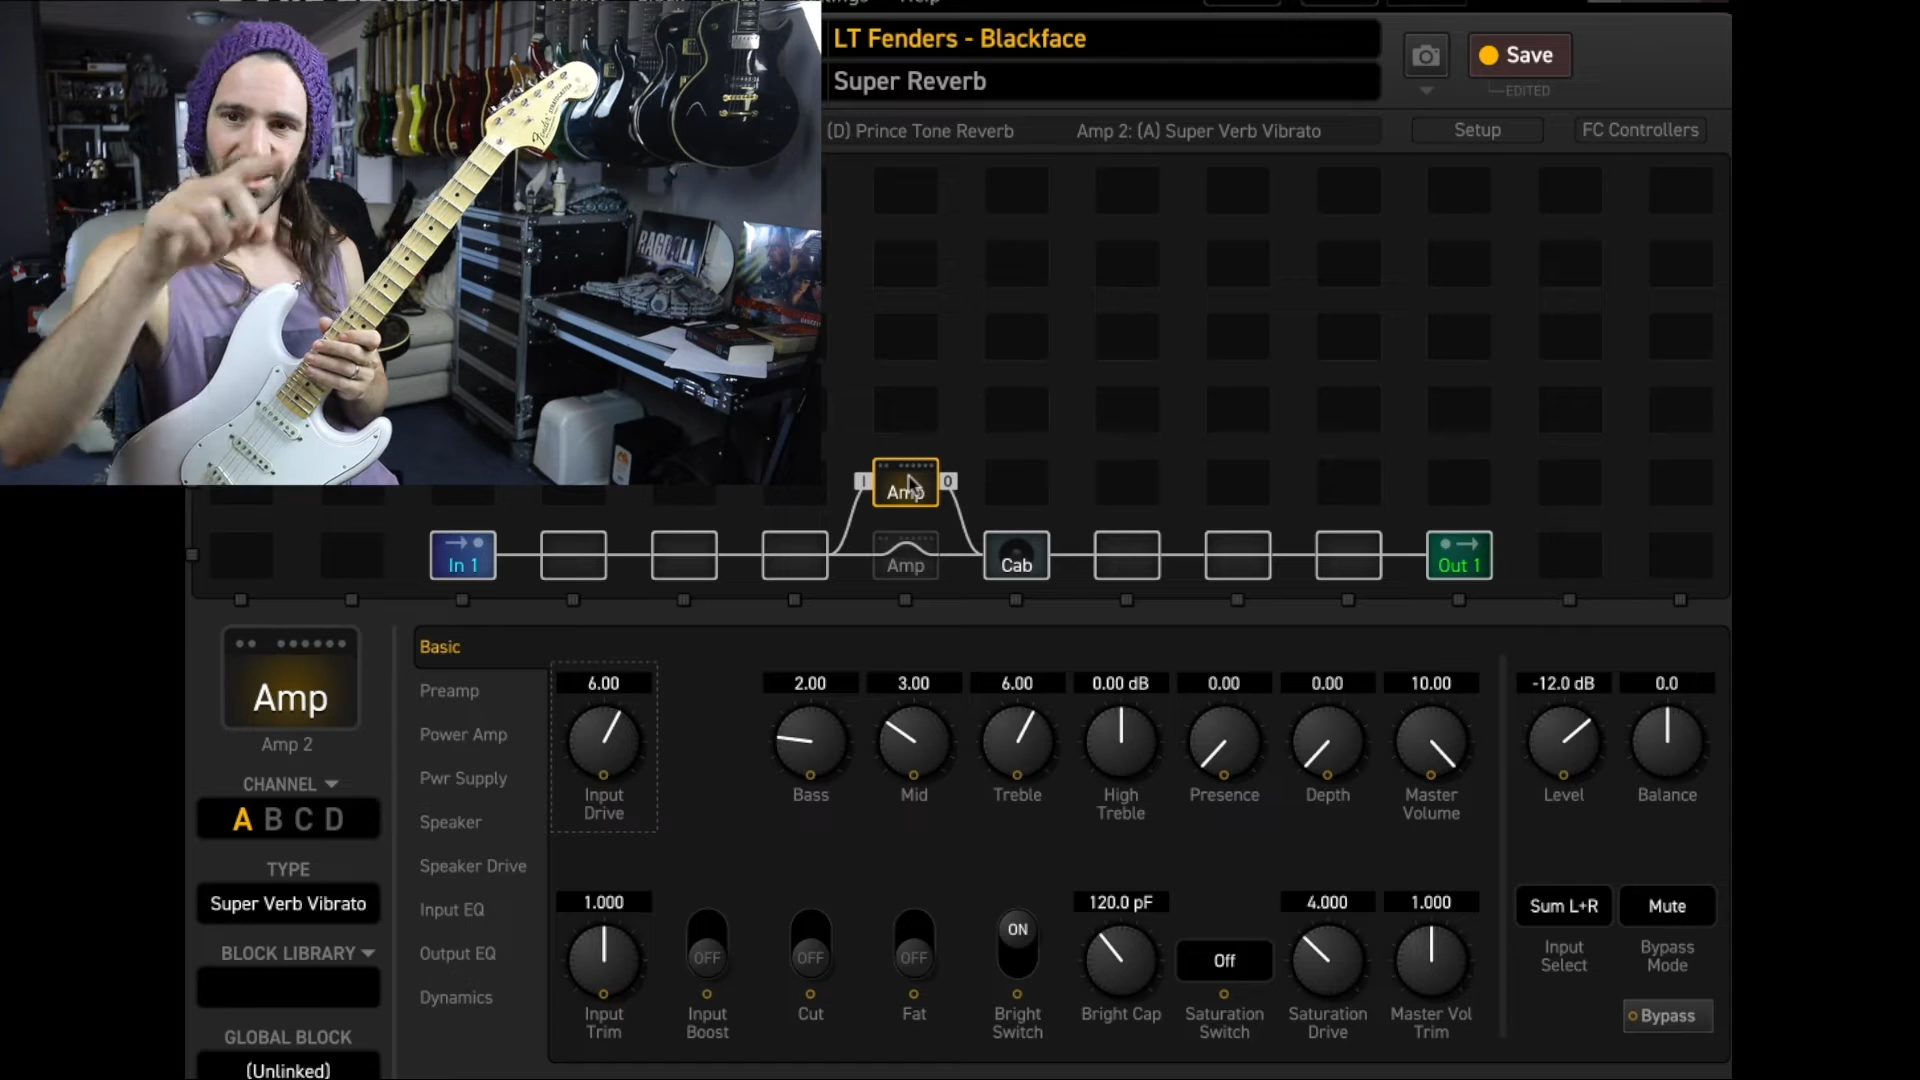 LT Fenders - Blackface
Save
EDITED
Super Reverb
(D) Prince Tone Reverb
Amp 2: (A) Super Verb Vibrato
Setup
FC Controllers
Fender
STRATOCASTER
RAGDOLL
Amp
In 1
Amp
Cab
Out 1
Amp
Amp 2
CHANNEL
A B C D
TYPE
Super Verb Vibrato
BLOCK LIBRARY
GLOBAL BLOCK
(Unlinked)
Basic
Preamp
Power Amp
Pwr Supply
Speaker
Speaker Drive
Input EQ
Output EQ
Dynamics
6.00
2.00
3.00
6.00
0.00 dB
0.00
0.00
10.00
-12.0 dB
0.0
Input
Drive
Bass
Mid
Treble
High
Treble
Presence
Depth
Master
Volume
Level
Balance
1.000
OFF
OFF
OFF
ON
120.0 pF
Off
4.000
1.000
Sum L+R
Mute
Input
Select
Bypass
Mode
Input
Trim
Input
Boost
Cut
Fat
Bright
Switch
Bright Cap
Saturation
Switch
Saturation
Drive
Master Vol
Trim
Bypass